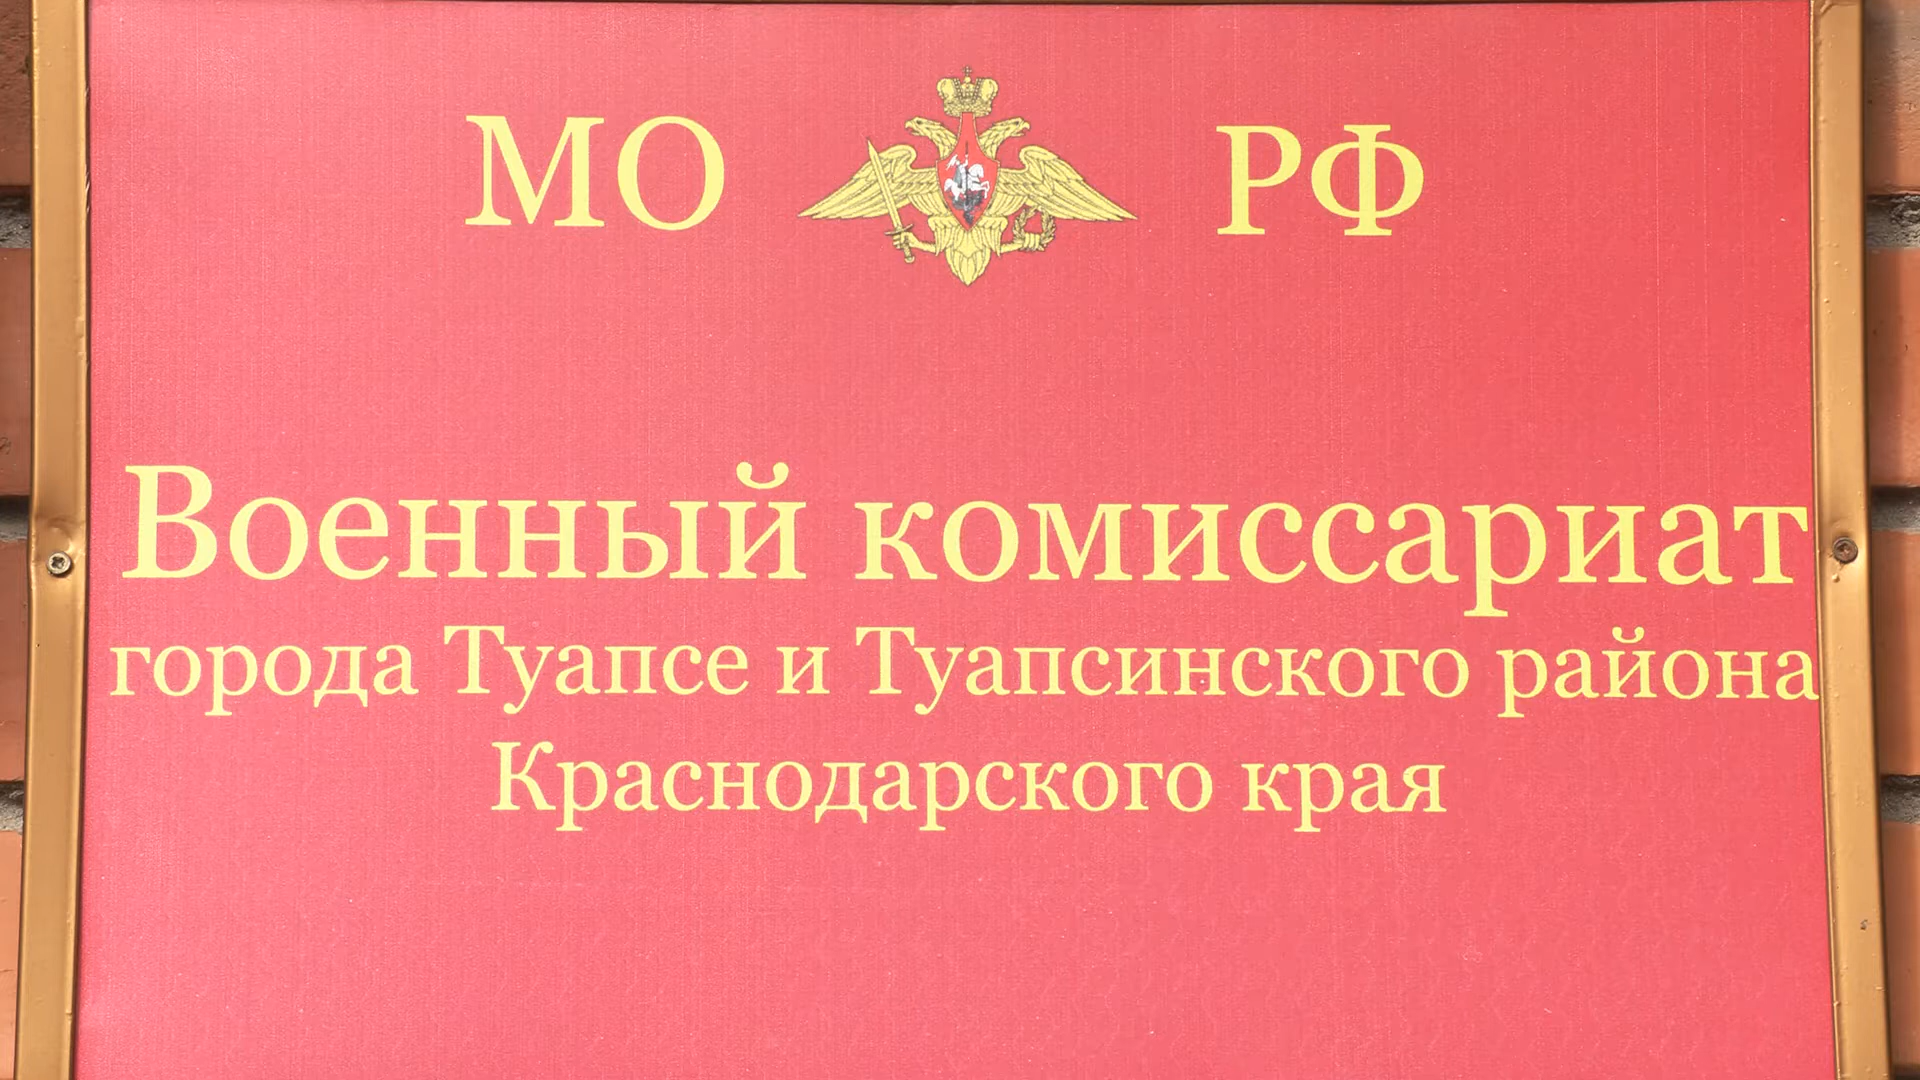 МО РФ
Военный комиссариат
города Туапсе и Туапсинского района
Краснодарского края